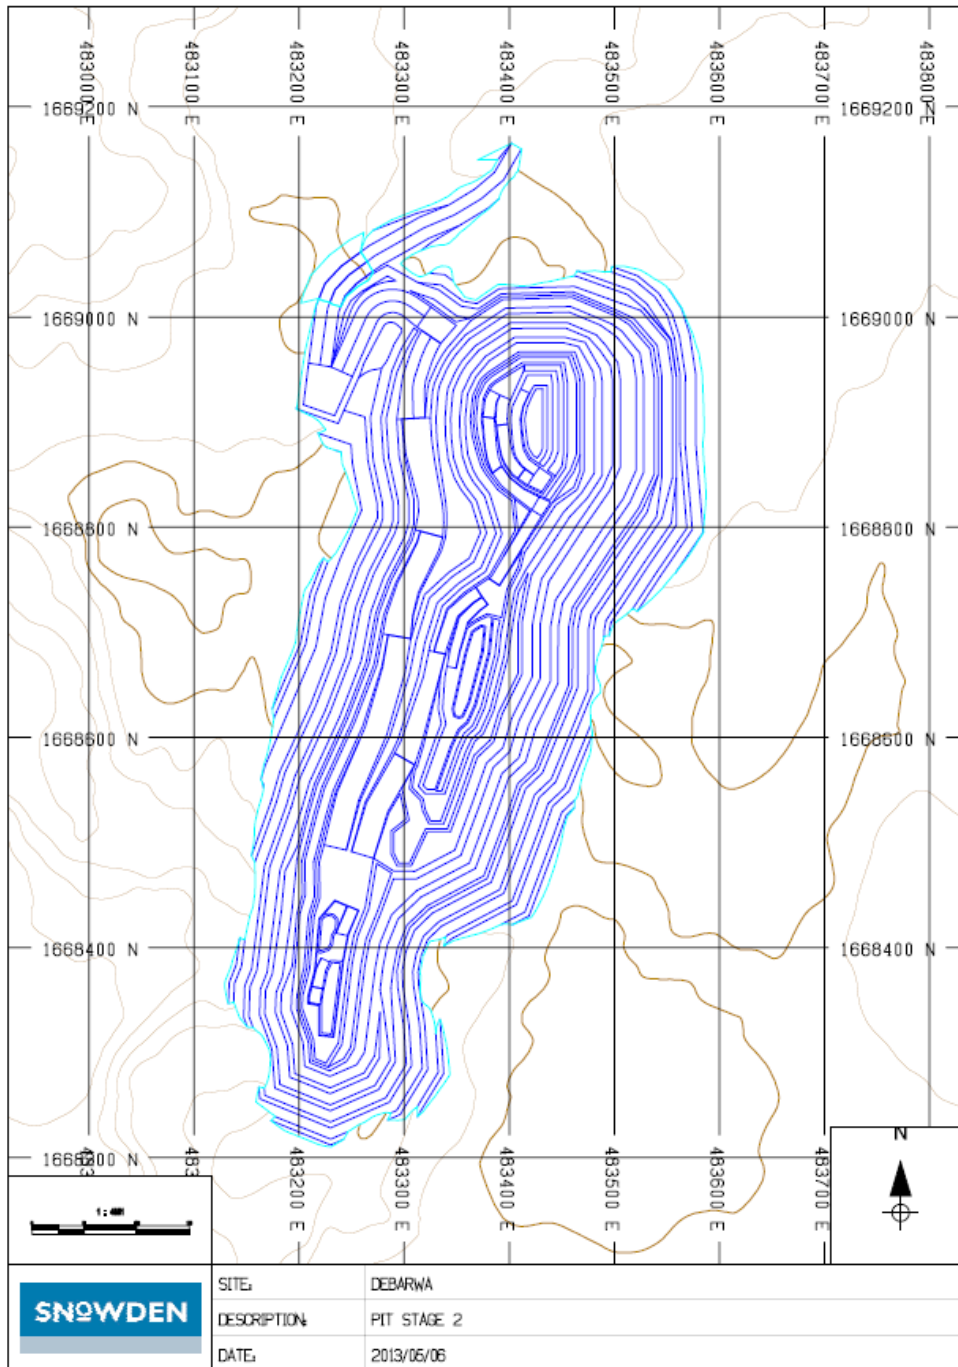 483000 E
483100 E
483200 E
483300 E
483400 E
483500 E
483600 E
483700 E
483800 E
1669200 N
1669200 N
1669000 N
1669000 N
1668800 N
1668800 N
1668600 N
1668600 N
1668400 N
1668400 N
N
483200 E
483300 E
483400 E
483500 E
483600 E
483700 E
SNOWDEN
SITE: DEBARWA
DESCRIPTION: PIT STAGE 2
DATE: 2013/05/06